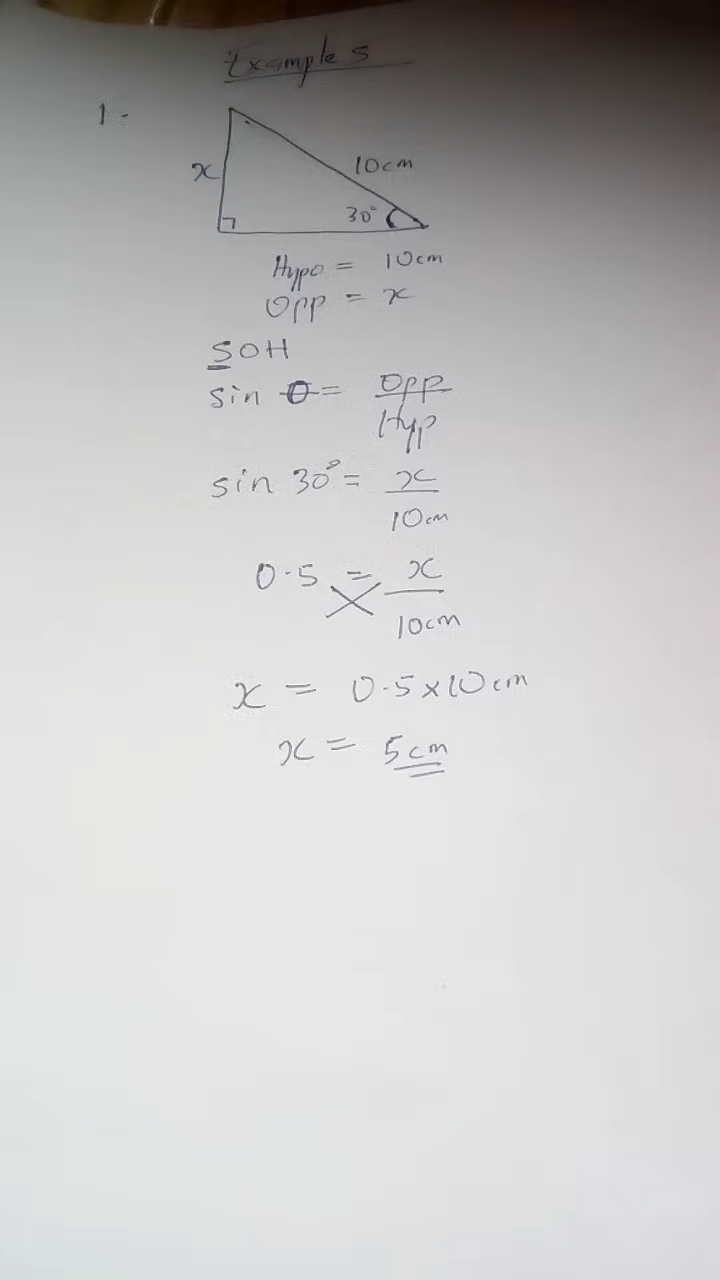 Examples
1.
x
10cm
30°
Hypo = 10cm
Opp = x
SOH
sin θ = Opp/Hyp
sin 30° = x/10cm
0.5 = x/10cm
x = 0.5 × 10cm
x = 5cm